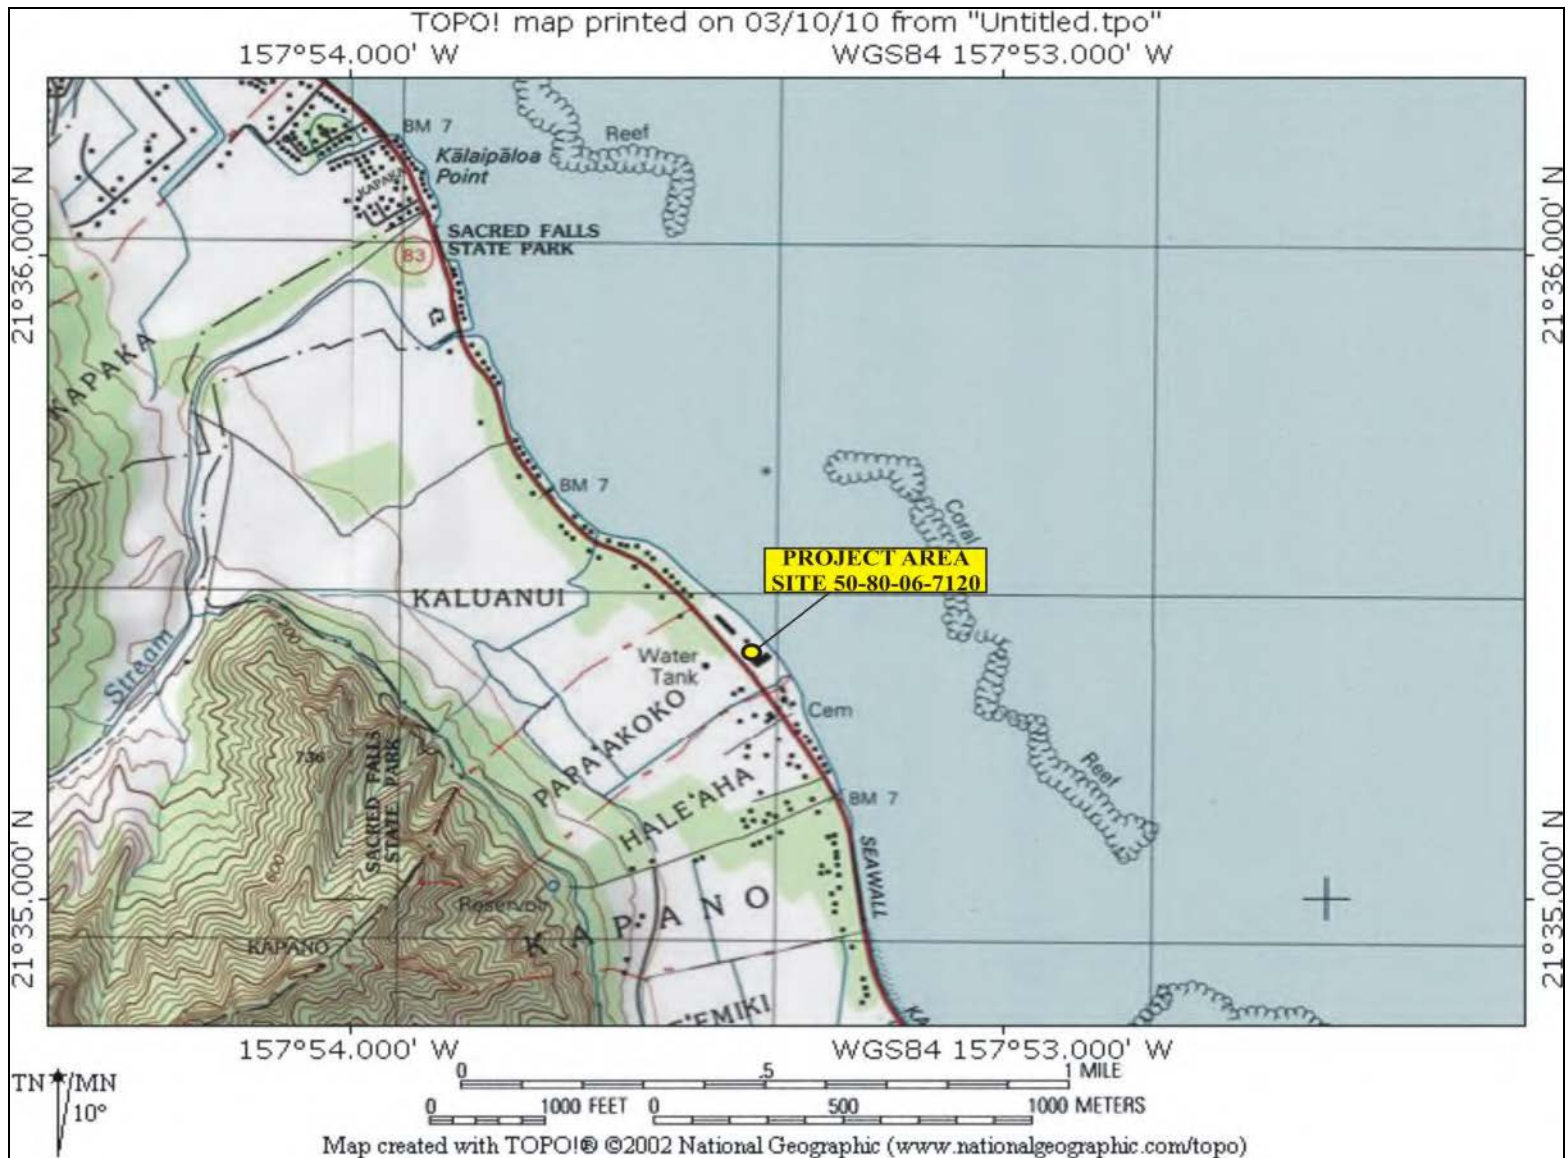 TOPO! map printed on 03/10/10 from "Untitled.tpo"
157°54.000' W
WGS84 157°53.000' W
BM 7
Reef
Kālaipāloa
Point
KAPAKA
21°36.000' N
SACRED FALLS
STATE PARK
83
21°36.000' N
KAPAKA
BM 7
Coral
PROJECT AREA
SITE 50-80-06-7120
KALUANUI
200
Stream
Water
Tank
PAPA'AKOKO
Cem
736
SACRED FALLS
STATE PARK
Reef
HALE'AHA
BM 7
21°35.000' N
SEAWALL
600
21°35.000' N
Reservoir
KAPANO
KAPANO
KA
157°54.000' W
WGS84 157°53.000' W
TN MN
10°
0 .5 1 MILE
0 1000 FEET 0 500 1000 METERS
Map created with TOPO!® ©2002 National Geographic (www.nationalgeographic.com/topo)